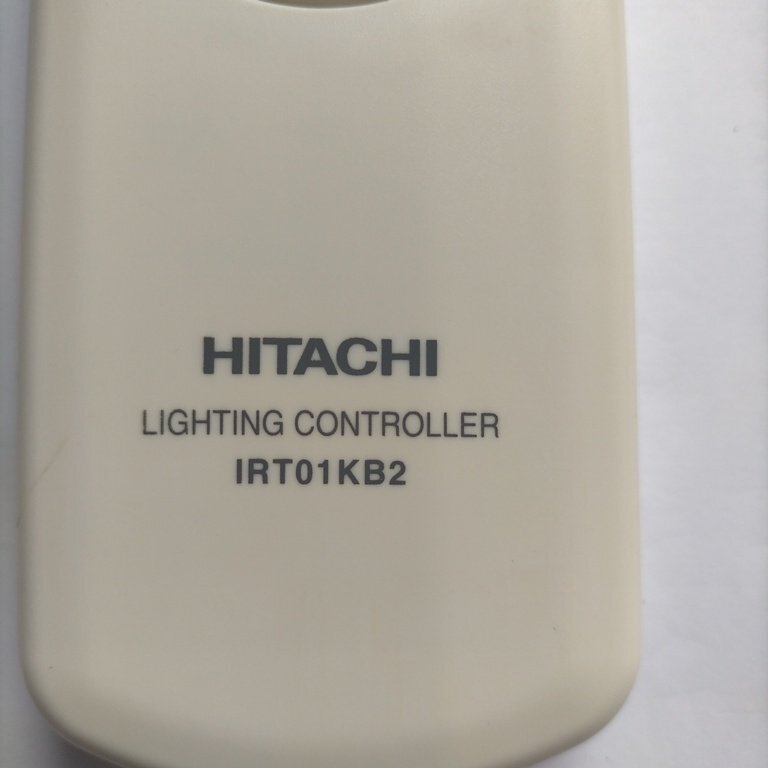 HITACHI
LIGHTING CONTROLLER
IRT01KB2